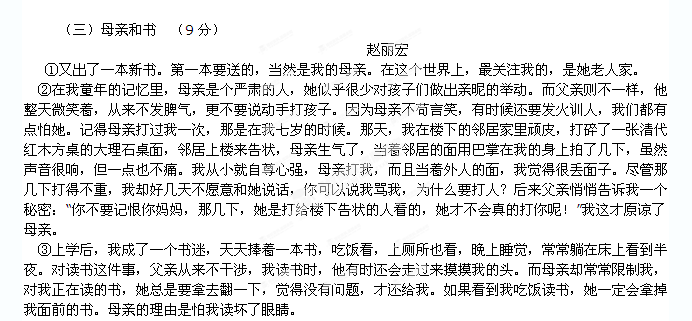 （三）母亲和书 （9分）
赵丽宏
①又出了一本新书。第一本要送的，当然是我的母亲。在这个世界上，最关注我的，是她老人家。
②在我童年的记忆里，母亲是个严肃的人，她似乎很少对孩子们做出亲昵的举动。而父亲则不一样，他
整天微笑着，从来不发脾气，更不要说动手打孩子。因为母亲不苟言笑，有时候还要发火训人，我们都有
点怕她。记得母亲打过我一次，那是在我七岁的时候。那天，我在楼下的邻居家里顽皮，打碎了一张清代
红木方桌的大理石桌面，邻居上楼来告状，母亲生气了，当着邻居的面用巴掌在我的身上拍了几下，虽然
声音很响，但一点也不痛。我从小就自尊心强，母亲打我，而且当着外人的面，我觉得很丢面子。尽管那
几下打得不重，我却好几天不愿意和她说话，你可以说我骂我，为什么要打人？后来父亲悄悄告诉我一个
秘密：“你不要记恨你妈妈，那几下，她是打给楼下告状的人看的，她才不会真的打你呢！”我这才原谅了
母亲。
③上学后，我成了一个书迷，天天捧着一本书，吃饭看，上厕所也看，晚上睡觉，常常躺在床上看到半
夜。对读书这件事，父亲从来不干涉，我读书时，他有时还会走过来摸摸我的头。而母亲却常常限制我，
对我正在读的书，她总是要拿去翻一下，觉得没有问题，才还给我。如果看到我吃饭读书，她一定会拿掉
我面前的书。母亲的理由是怕我读坏了眼睛。